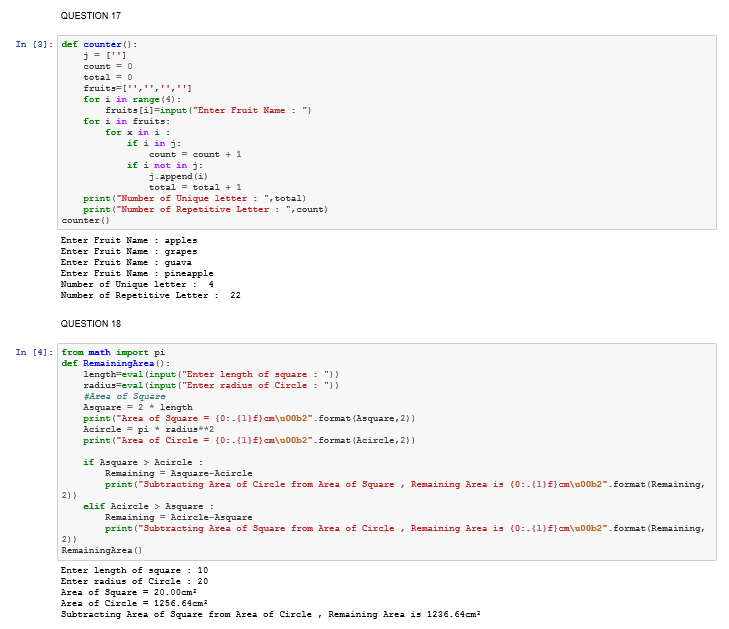 QUESTION 17
In [3]: def counter():
    j = ['']
    count = 0
    total = 0
    fruits=['','','','']
    for i in range(4):
        fruits[i]=input("Enter Fruit Name : ")
    for i in fruits:
        for x in i :
            if i in j:
                count = count + 1
            if i not in j:
                j.append(i)
                total = total + 1
    print("Number of Unique letter : ",total)
    print("Number of Repetitive Letter : ",count)
counter()
Enter Fruit Name : apples
Enter Fruit Name : grapes
Enter Fruit Name : guava
Enter Fruit Name : pineapple
Number of Unique letter :  4
Number of Repetitive Letter :  22
QUESTION 18
In [4]: from math import pi
def RemainingArea():
    length=eval(input("Enter length of square : "))
    radius=eval(input("Enter radius of Circle : "))
    #Area of Square
    Asquare = 2 * length
    print("Area of Square = {0:.{1}f}cm\u00b2".format(Asquare,2))
    Acircle = pi * radius**2
    print("Area of Circle = {0:.{1}f}cm\u00b2".format(Acircle,2))
    if Asquare > Acircle :
        Remaining = Asquare-Acircle
        print("Subtracting Area of Circle from Area of Square , Remaining Area is {0:.{1}f}cm\u00b2".format(Remaining,
2))
    elif Acircle > Asquare :
        Remaining = Acircle-Asquare
        print("Subtracting Area of Square from Area of Circle , Remaining Area is {0:.{1}f}cm\u00b2".format(Remaining,
2))
RemainingArea()
Enter length of square : 10
Enter radius of Circle : 20
Area of Square = 20.00cm²
Area of Circle = 1256.64cm²
Subtracting Area of Square from Area of Circle , Remaining Area is 1236.64cm²